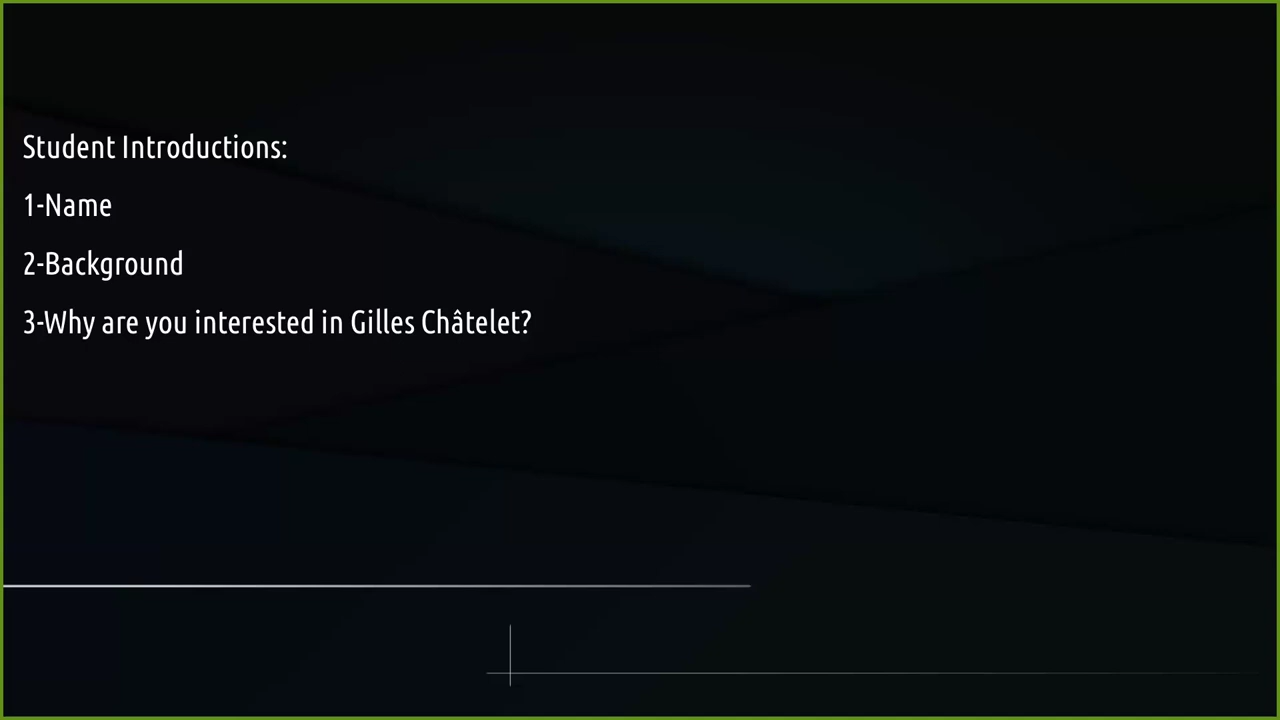 Student Introductions:
1-Name
2-Background
3-Why are you interested in Gilles Châtelet?